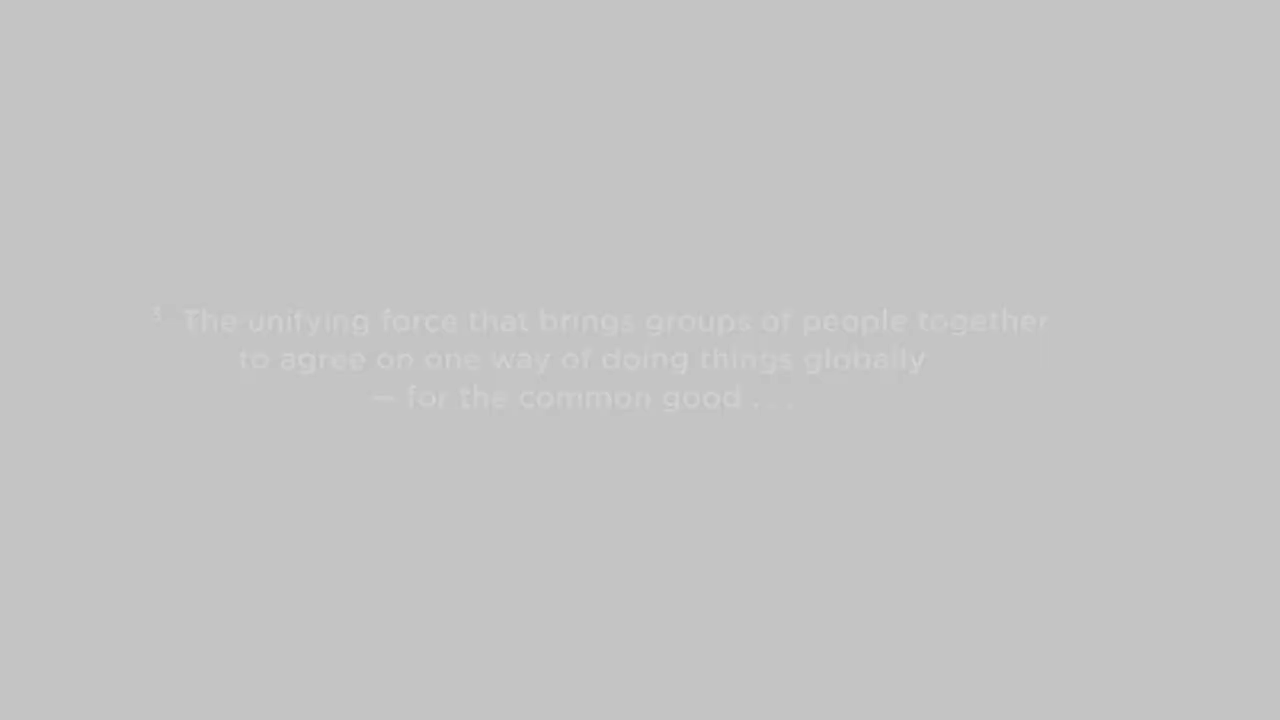 The unifying force that brings groups of people together
to agree on one way of doing things globally
— for the common good . . .